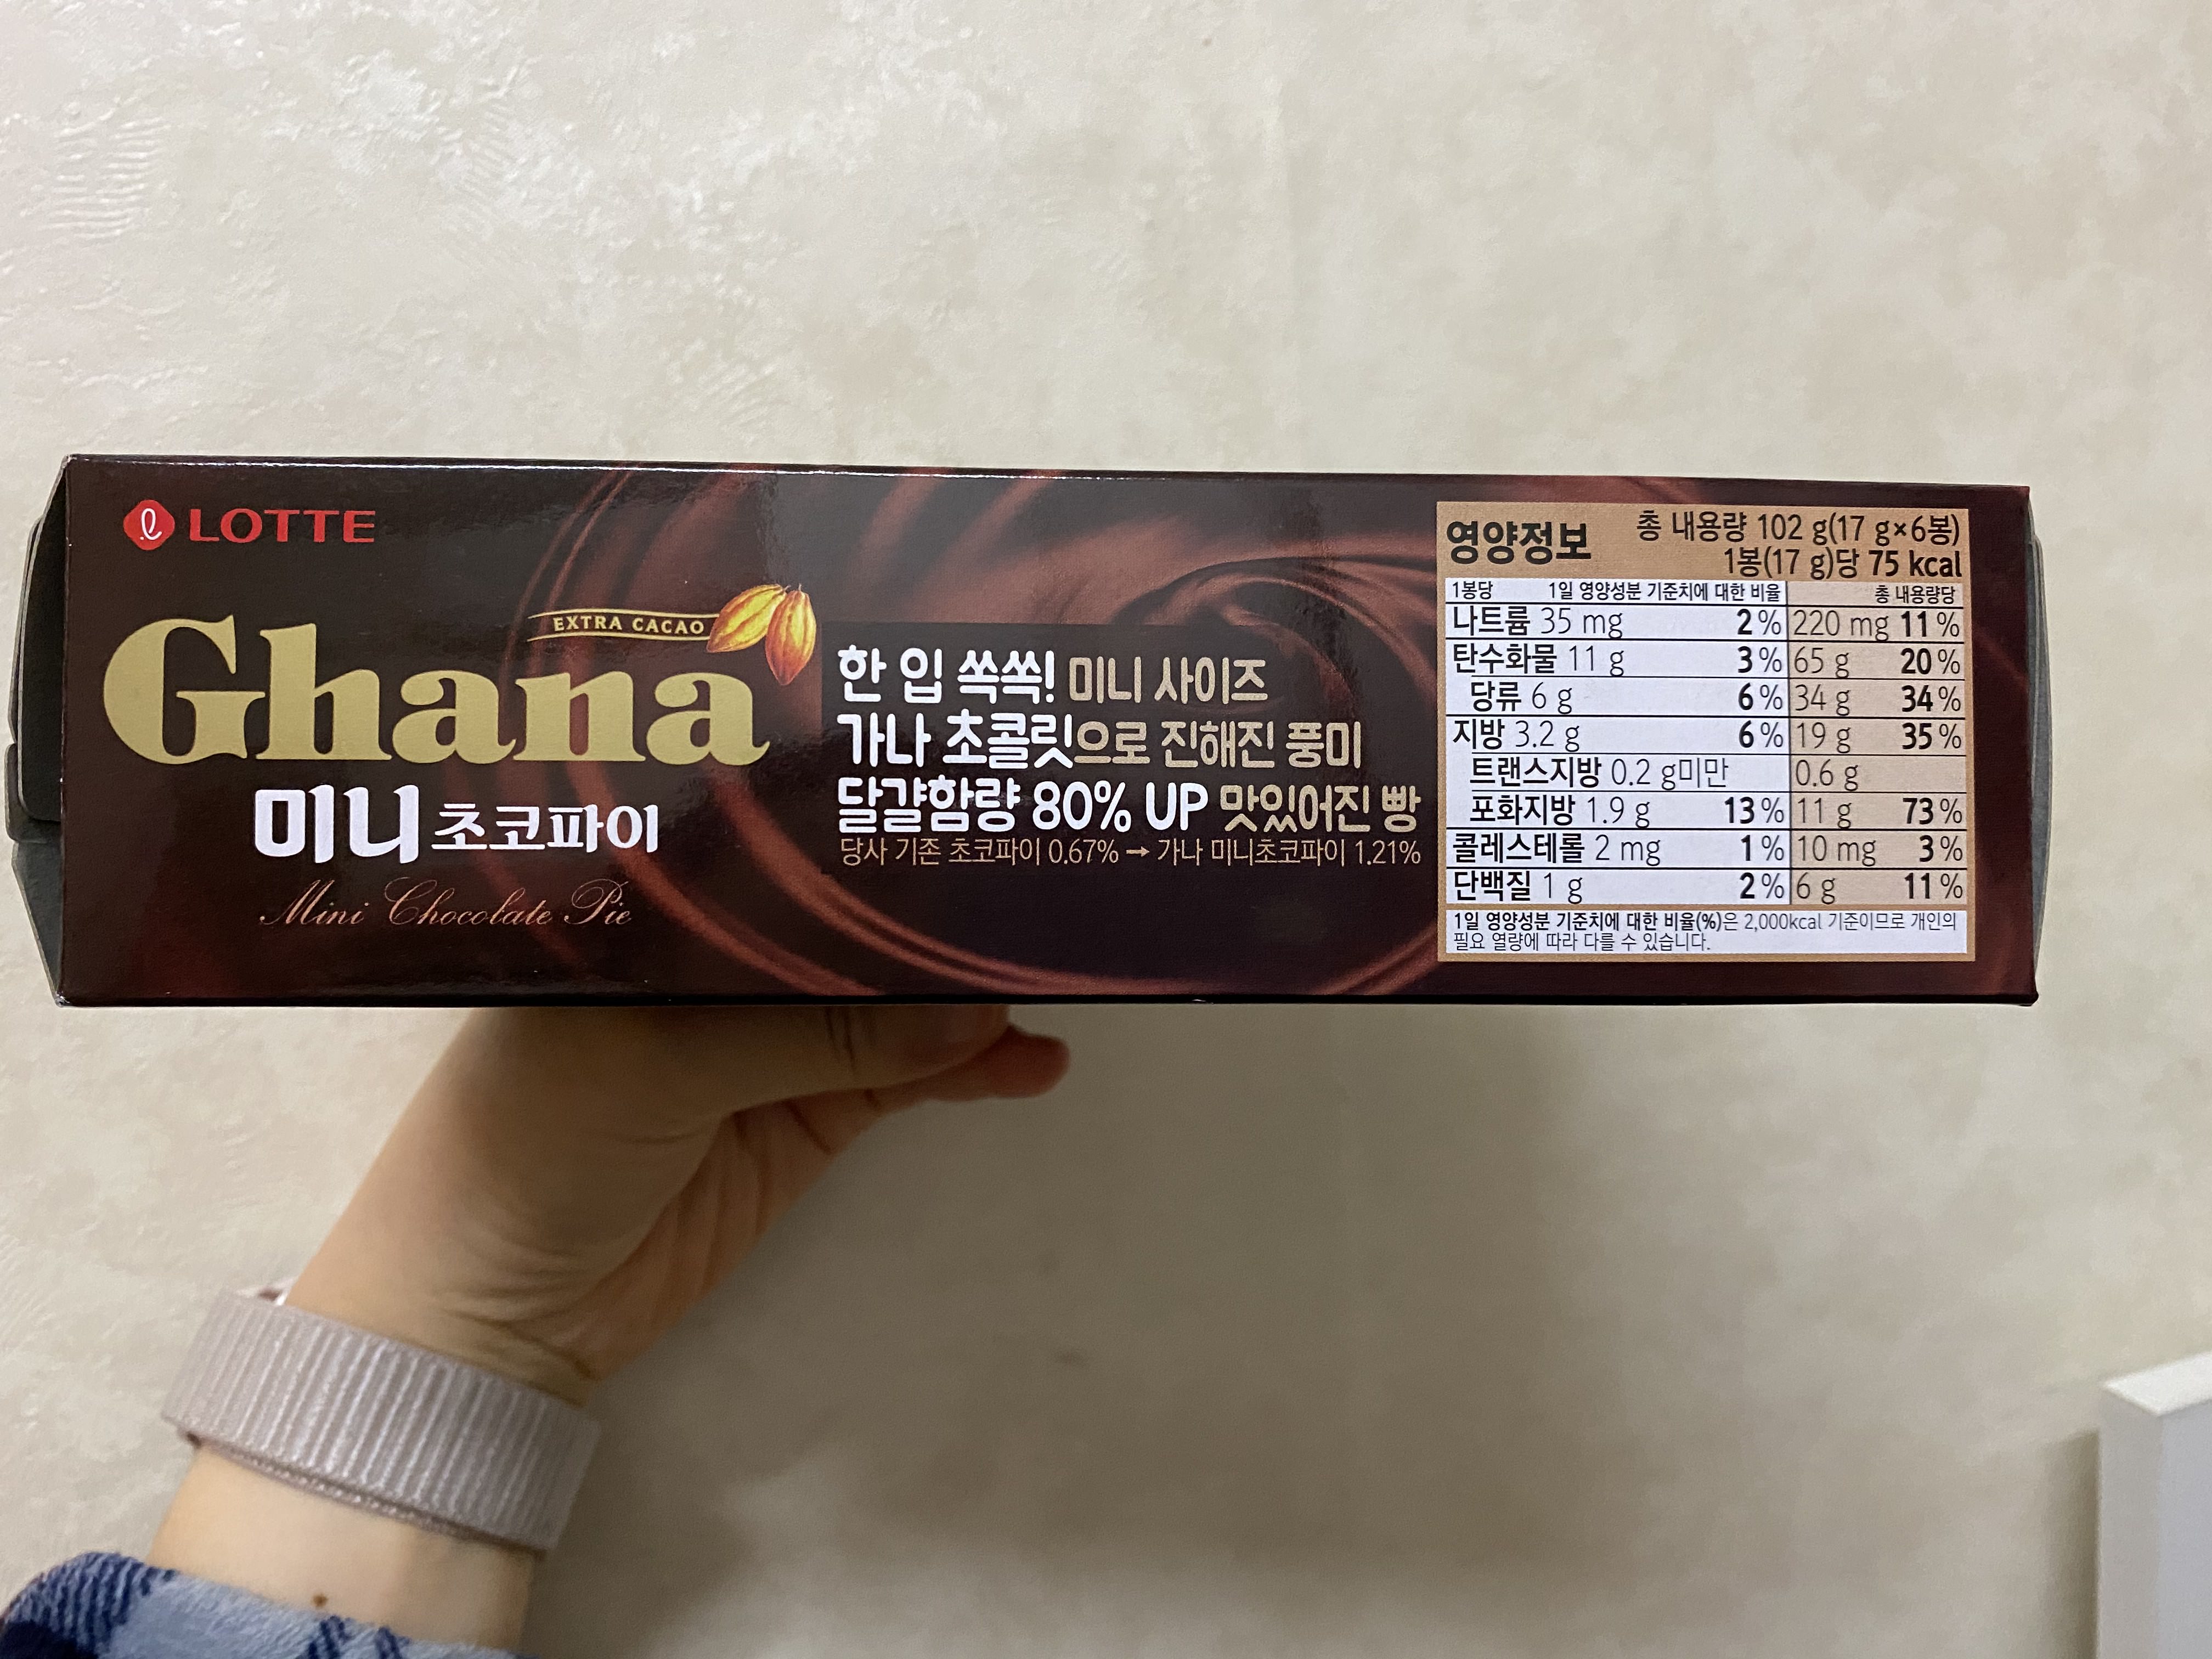 LOTTE
EXTRA CACAO
Ghana
미니 초코파이
Mini Chocolate Pie
한 입 쏙쏙! 미니 사이즈
가나 초콜릿으로 진해진 풍미
달걀함량 80% UP 맛있어진 빵
당사 기존 초코파이 0.67% → 가나 미니초코파이 1.21%
영양정보
총 내용량 102 g(17 g×6봉)
1봉(17 g)당 75 kcal
1봉당 1일 영양성분 기준치에 대한 비율 총 내용량당
나트륨 35 mg 2% 220 mg 11%
탄수화물 11 g 3% 65 g 20%
당류 6 g 6% 34 g 34%
지방 3.2 g 6% 19 g 35%
트랜스지방 0.2 g미만 0.6 g
포화지방 1.9 g 13% 11 g 73%
콜레스테롤 2 mg 1% 10 mg 3%
단백질 1 g 2% 6 g 11%
1일 영양성분 기준치에 대한 비율(%)은 2,000kcal 기준이므로 개인의
필요 열량에 따라 다를 수 있습니다.